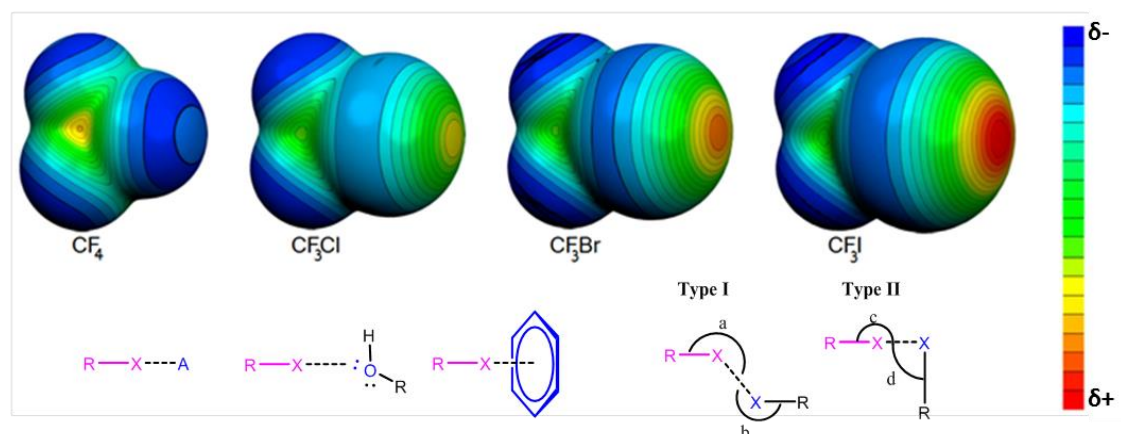 δ-
CF4
CF3Cl
CF3Br
CF3I
Type I
Type II
R X A
R X :O H R
R X
R X a X R b
R X c X d R
δ+